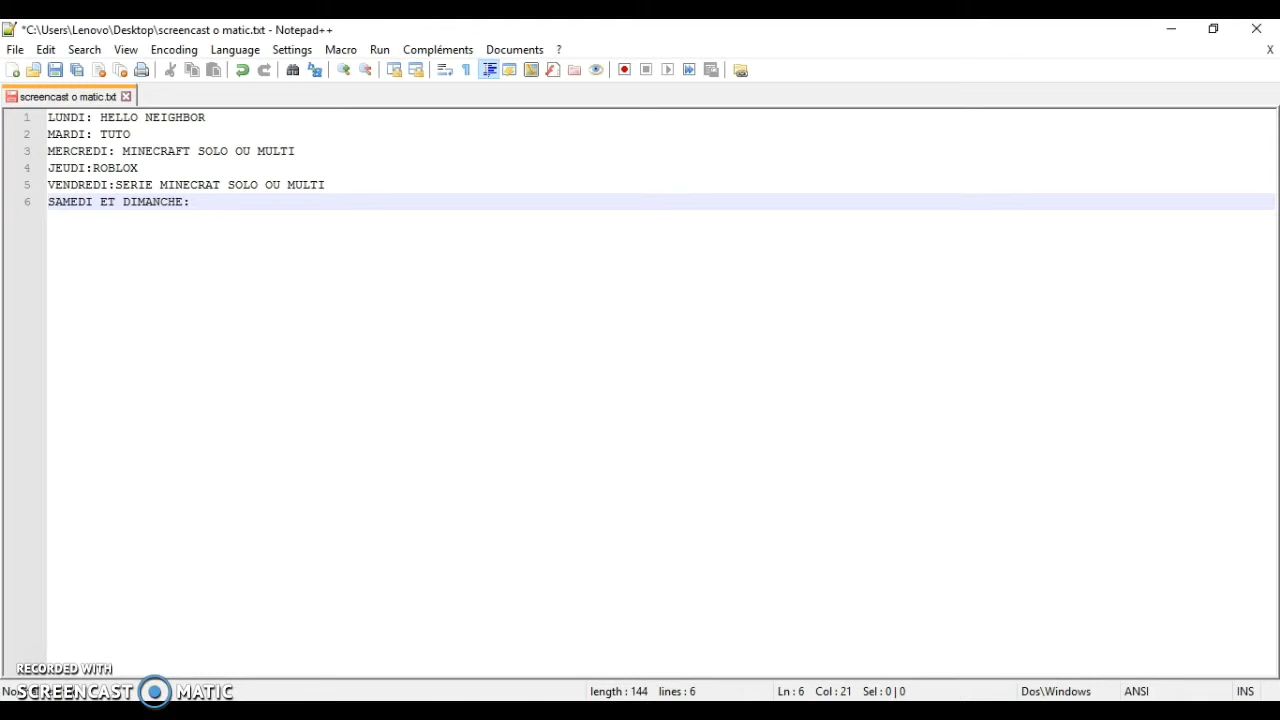 *C:\Users\Lenovo\Desktop\screencast o matic.txt - Notepad++
File Edit Search View Encoding Language Settings Macro Run Compléments Documents ? X
screencast o matic.txt
1 LUNDI: HELLO NEIGHBOR
2 MARDI: TUTO
3 MERCREDI: MINECRAFT SOLO OU MULTI
4 JEUDI:ROBLOX
5 VENDREDI:SERIE MINECRAT SOLO OU MULTI
6 SAMEDI ET DIMANCHE:
RECORDED WITH
SCREENCAST MATIC
length : 144 lines : 6 Ln : 6 Col : 21 Sel : 0 | 0 Dos\Windows ANSI INS